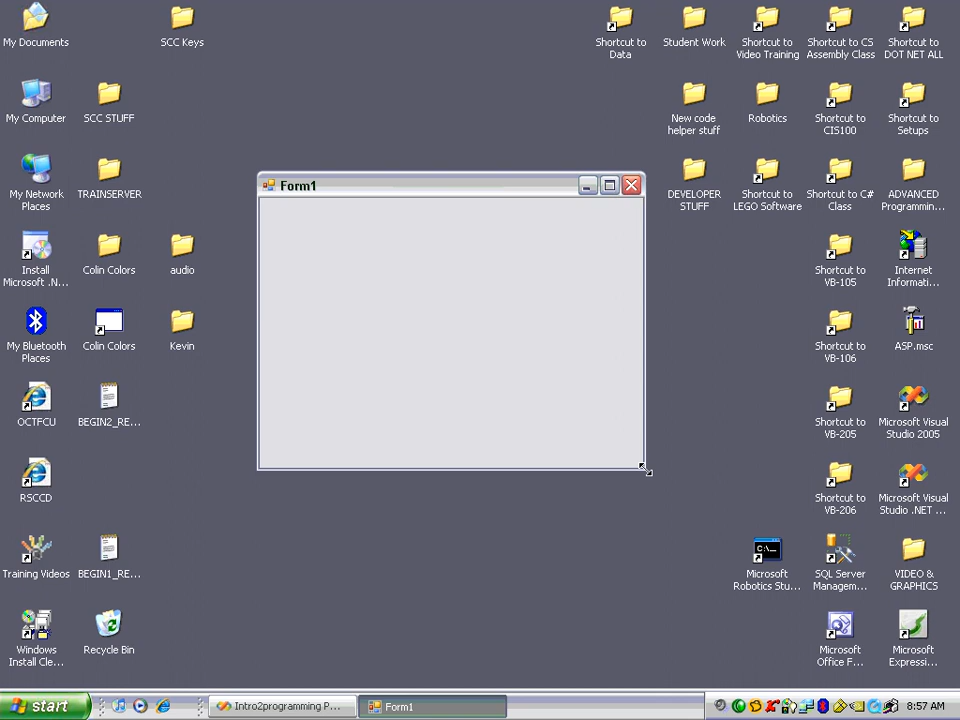 My Documents
SCC Keys
Shortcut to
Data
Student Work
Shortcut to
Video Training
Shortcut to CS
Assembly Class
Shortcut to
DOT NET ALL
My Computer
SCC STUFF
New code
helper stuff
Robotics
Shortcut to
CIS100
Shortcut to
Setups
Form1
My Network
Places
TRAINSERVER
DEVELOPER
STUFF
Shortcut to
LEGO Software
Shortcut to C#
Class
ADVANCED
Programmin...
Install
Microsoft .N...
Colin Colors
audio
Shortcut to
VB-105
Internet
Informati...
My Bluetooth
Places
Colin Colors
Kevin
Shortcut to
VB-106
ASP.msc
OCTFCU
BEGIN2_RE...
Shortcut to
VB-205
Microsoft Visual
Studio 2005
RSCCD
Shortcut to
VB-206
Microsoft Visual
Studio .NET ...
Training Videos
BEGIN1_RE...
C:\_
Microsoft
Robotics Stu...
SQL Server
Managem...
VIDEO &
GRAPHICS
Windows
Install Cle...
Recycle Bin
Microsoft
Office F...
Microsoft
Expressi...
start
Intro2programming P...
Form1
8:57 AM